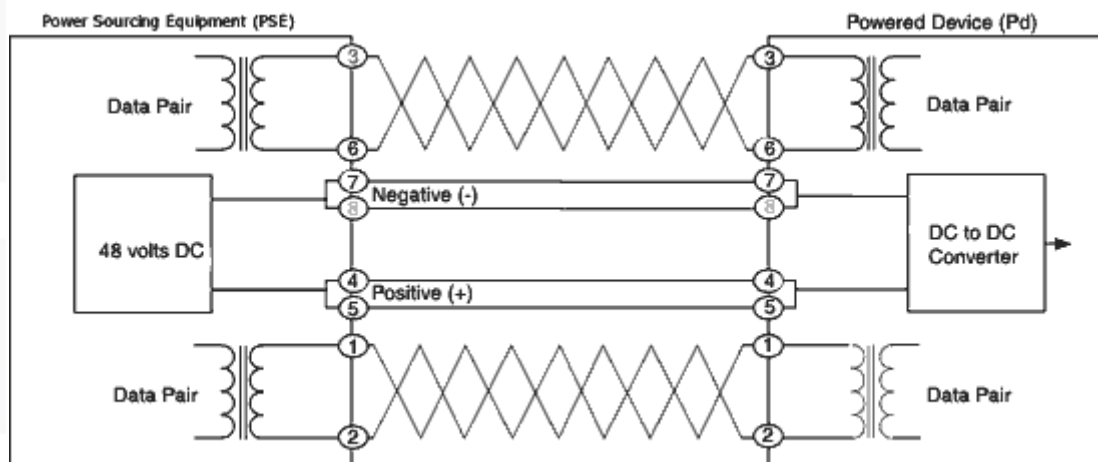 Power Sourcing Equipment (PSE)
Powered Device (Pd)
3
3
Data Pair
Data Pair
6
6
7
Negative (-)
7
8
8
48 volts DC
DC to DC
Converter
4
Positive (+)
4
5
5
1
1
Data Pair
Data Pair
2
2